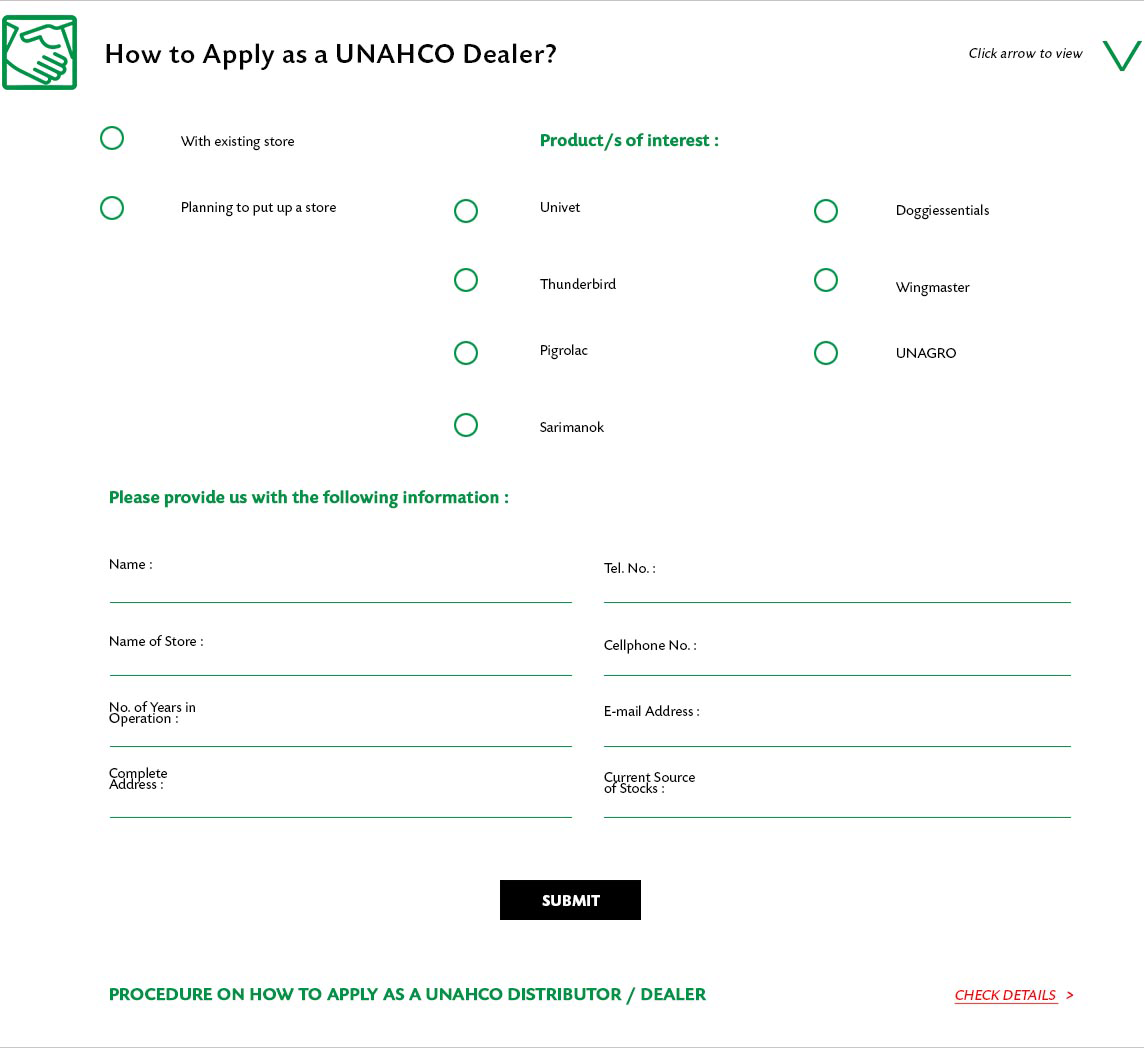 How to Apply as a UNAHCO Dealer?
Click arrow to view
With existing store
Product/s of interest :
Planning to put up a store
Univet
Doggiessentials
Thunderbird
Wingmaster
Pigrolac
UNAGRO
Sarimanok
Please provide us with the following information :
Name :
Tel. No. :
Name of Store :
Cellphone No. :
No. of Years in
Operation :
E-mail Address :
Complete
Address :
Current Source
of Stocks :
SUBMIT
PROCEDURE ON HOW TO APPLY AS A UNAHCO DISTRIBUTOR / DEALER
CHECK DETAILS >